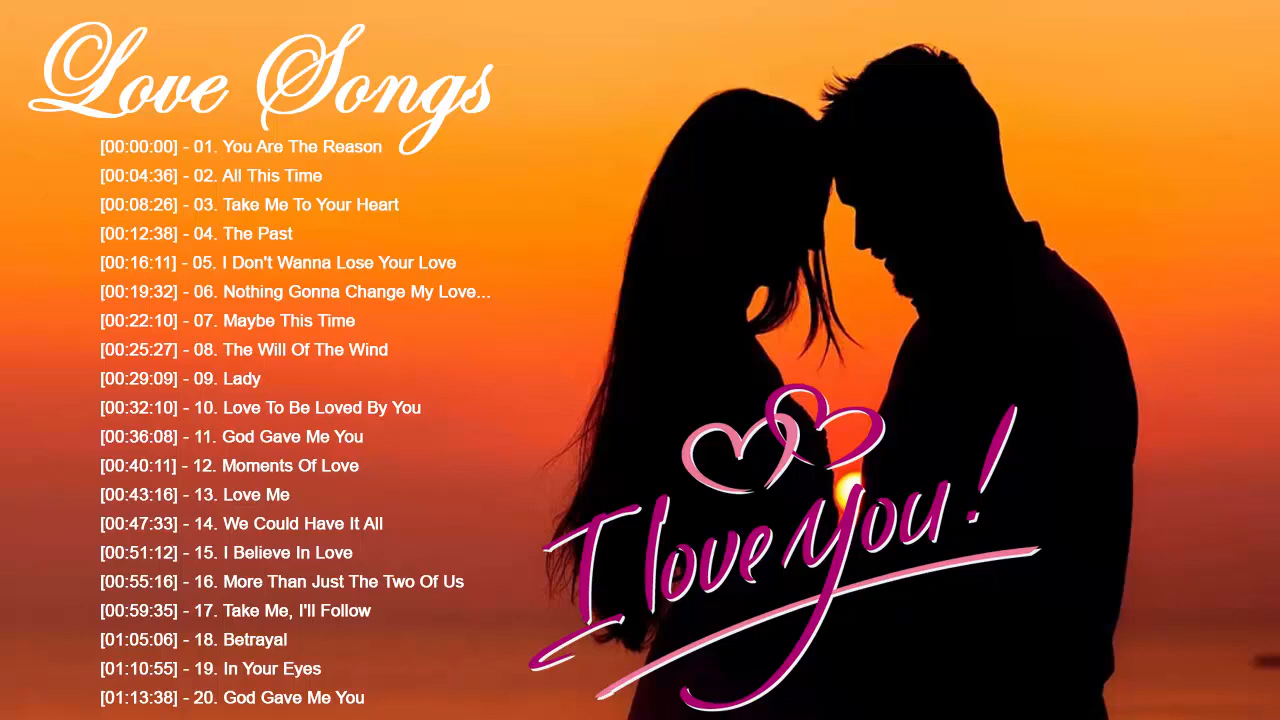 Love Songs
[00:00:00] - 01. You Are The Reason
[00:04:36] - 02. All This Time
[00:08:26] - 03. Take Me To Your Heart
[00:12:38] - 04. The Past
[00:16:11] - 05. I Don't Wanna Lose Your Love
[00:19:32] - 06. Nothing Gonna Change My Love...
[00:22:10] - 07. Maybe This Time
[00:25:27] - 08. The Will Of The Wind
[00:29:09] - 09. Lady
[00:32:10] - 10. Love To Be Loved By You
[00:36:08] - 11. God Gave Me You
[00:40:11] - 12. Moments Of Love
[00:43:16] - 13. Love Me
[00:47:33] - 14. We Could Have It All
[00:51:12] - 15. I Believe In Love
[00:55:16] - 16. More Than Just The Two Of Us
[00:59:35] - 17. Take Me, I'll Follow
[01:05:06] - 18. Betrayal
[01:10:55] - 19. In Your Eyes
[01:13:38] - 20. God Gave Me You
I love you!